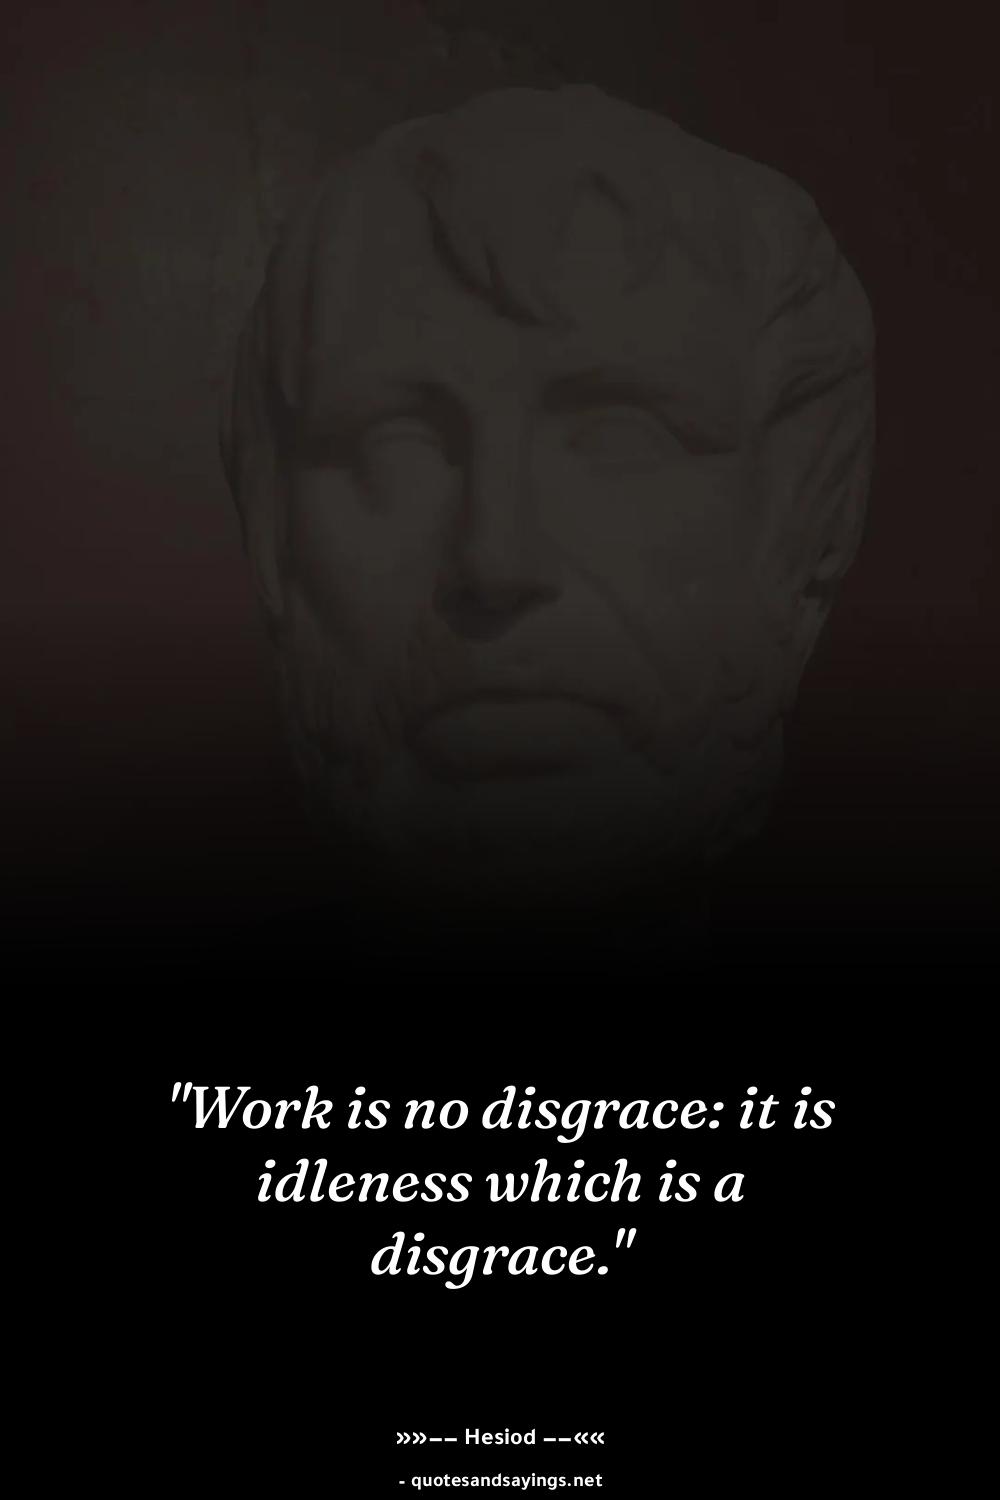 "Work is no disgrace: it is
idleness which is a
disgrace."
»»–– Hesiod ––««
- quotesandsayings.net